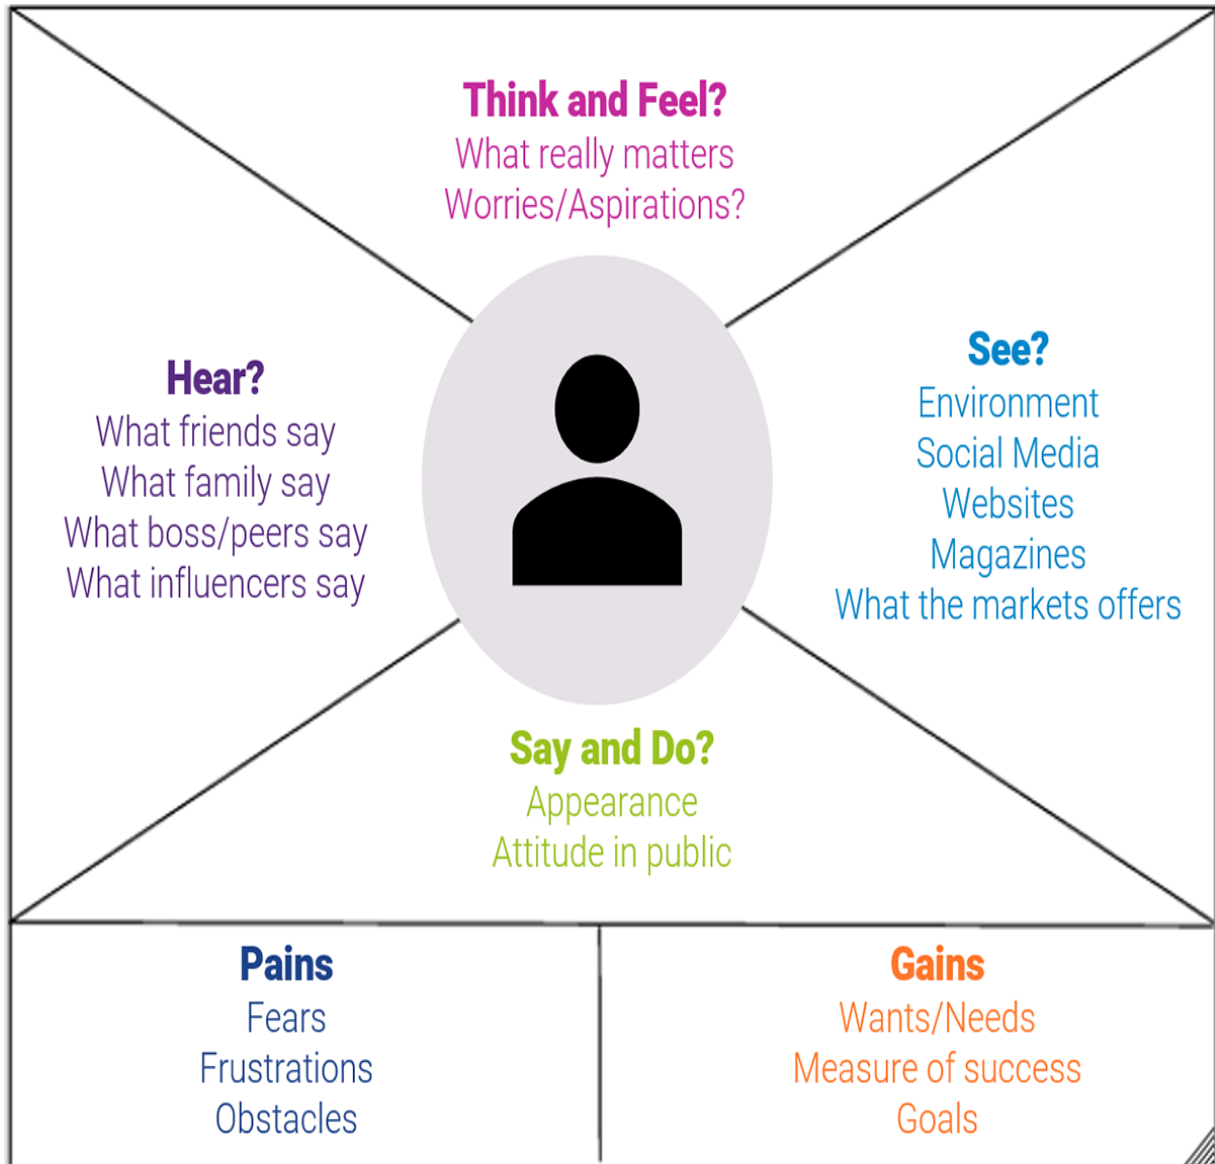 Think and Feel?
What really matters
Worries/Aspirations?
Hear?
What friends say
What family say
What boss/peers say
What influencers say
See?
Environment
Social Media
Websites
Magazines
What the markets offers
Say and Do?
Appearance
Attitude in public
Pains
Fears
Frustrations
Obstacles
Gains
Wants/Needs
Measure of success
Goals